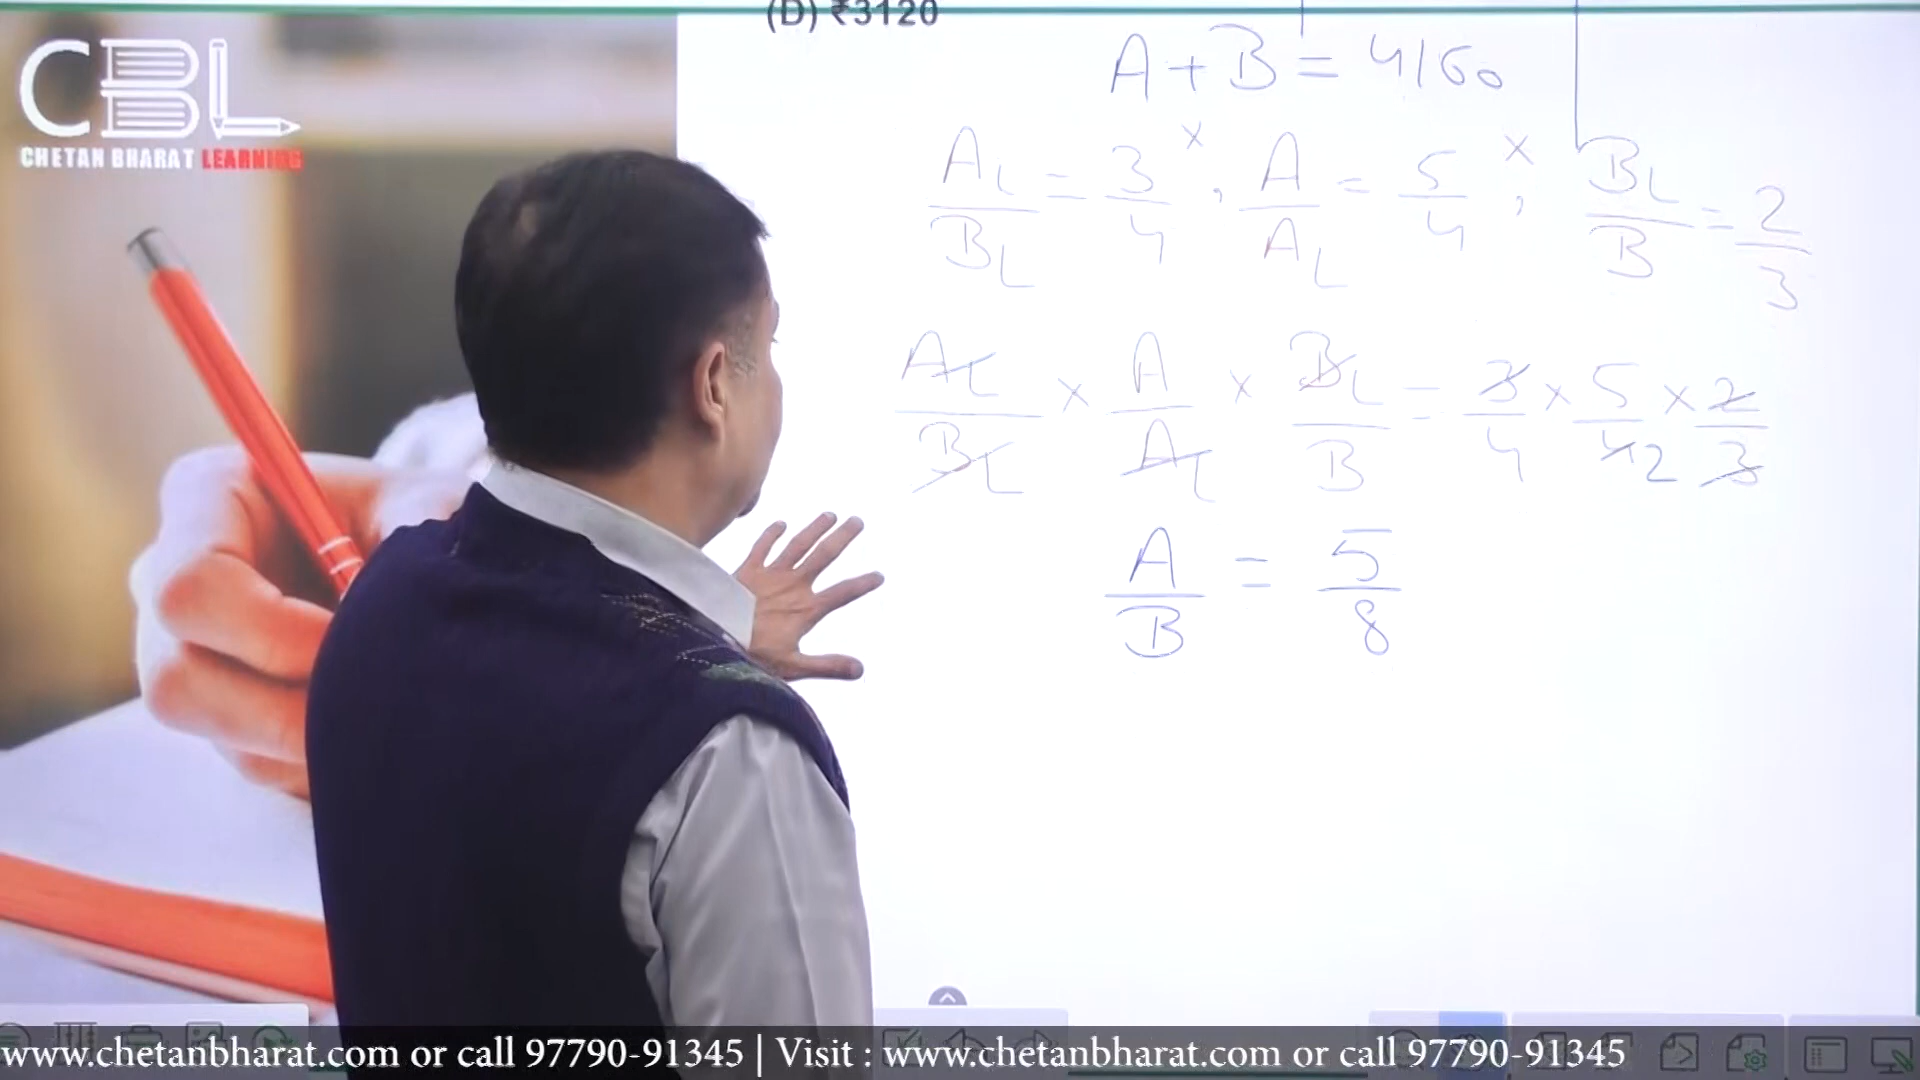 (D) ₹3120
CBL
CHETAN BHARAT LEARNING
A + B = 4160
A_L/B_L = 3/4 × , A/A_L = 5/4 × , B_L/B = 2/3
A_L/B_L × A/A_L × B_L/B = 3/4 × 5/4 2 × 2/3
A/B = 5/8
www.chetanbharat.com or call 97790-91345 | Visit : www.chetanbharat.com or call 97790-91345